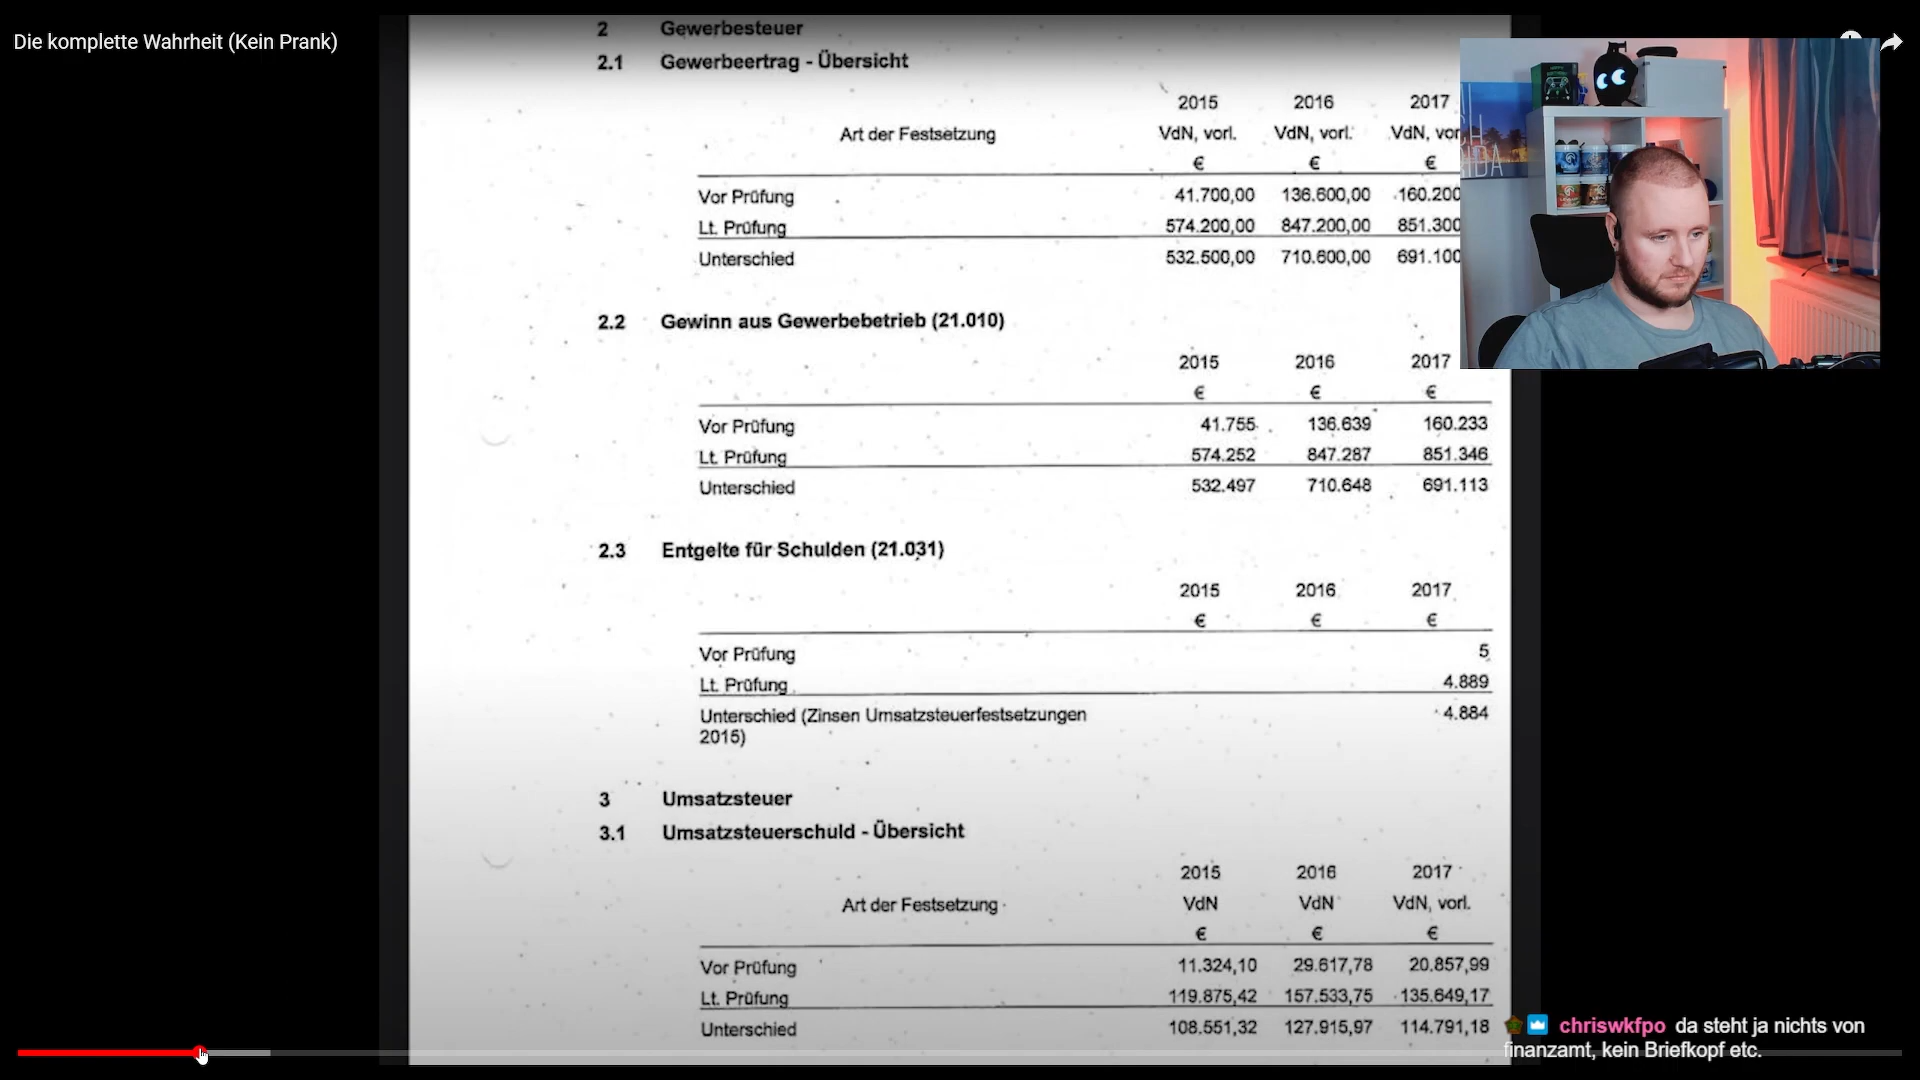 Die komplette Wahrheit (Kein Prank)
2 Gewerbesteuer
2.1 Gewerbeertrag - Übersicht
2015 2016 2017
Art der Festsetzung VdN, vorl. VdN, vorl. VdN, vor
€ € €
Vor Prüfung 41.700,00 136.600,00 160.200
Lt. Prüfung 574.200,00 847.200,00 851.300
Unterschied 532.500,00 710.600,00 691.100
2.2 Gewinn aus Gewerbebetrieb (21.010)
2015 2016 2017
€ € €
Vor Prüfung 41.755 136.639 160.233
Lt. Prüfung 574.252 847.287 851.346
Unterschied 532.497 710.648 691.113
2.3 Entgelte für Schulden (21.031)
2015 2016 2017
€ € €
Vor Prüfung 5
Lt. Prüfung 4.889
Unterschied (Zinsen Umsatzsteuerfestsetzungen 4.884
2015)
3 Umsatzsteuer
3.1 Umsatzsteuerschuld - Übersicht
2015 2016 2017
Art der Festsetzung VdN VdN VdN, vorl.
€ € €
Vor Prüfung 11.324,10 29.617,78 20.857,99
Lt. Prüfung 119.875,42 157.533,75 135.649,17
Unterschied 108.551,32 127.915,97 114.791,18
chriswkfpo da steht ja nichts von
finanzamt, kein Briefkopf etc.